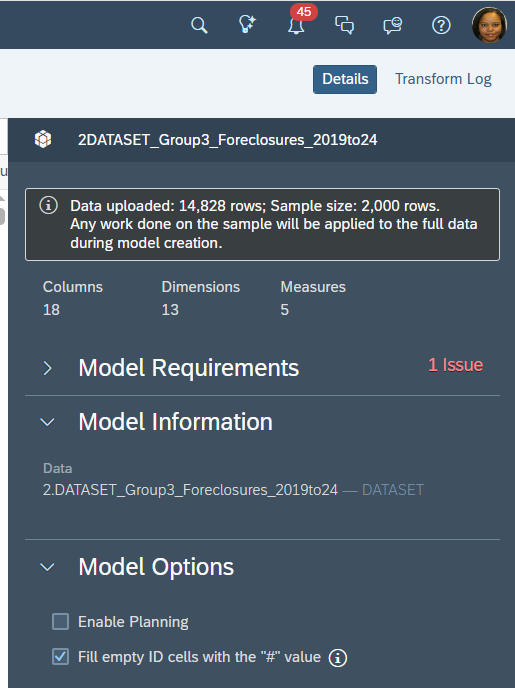 45
Details
Transform Log
2DATASET_Group3_Foreclosures_2019to24
Data uploaded: 14,828 rows; Sample size: 2,000 rows.
Any work done on the sample will be applied to the full data
during model creation.
Columns Dimensions Measures
18 13 5
Model Requirements 1 Issue
Model Information
Data
2.DATASET_Group3_Foreclosures_2019to24 — DATASET
Model Options
Enable Planning
Fill empty ID cells with the "#" value